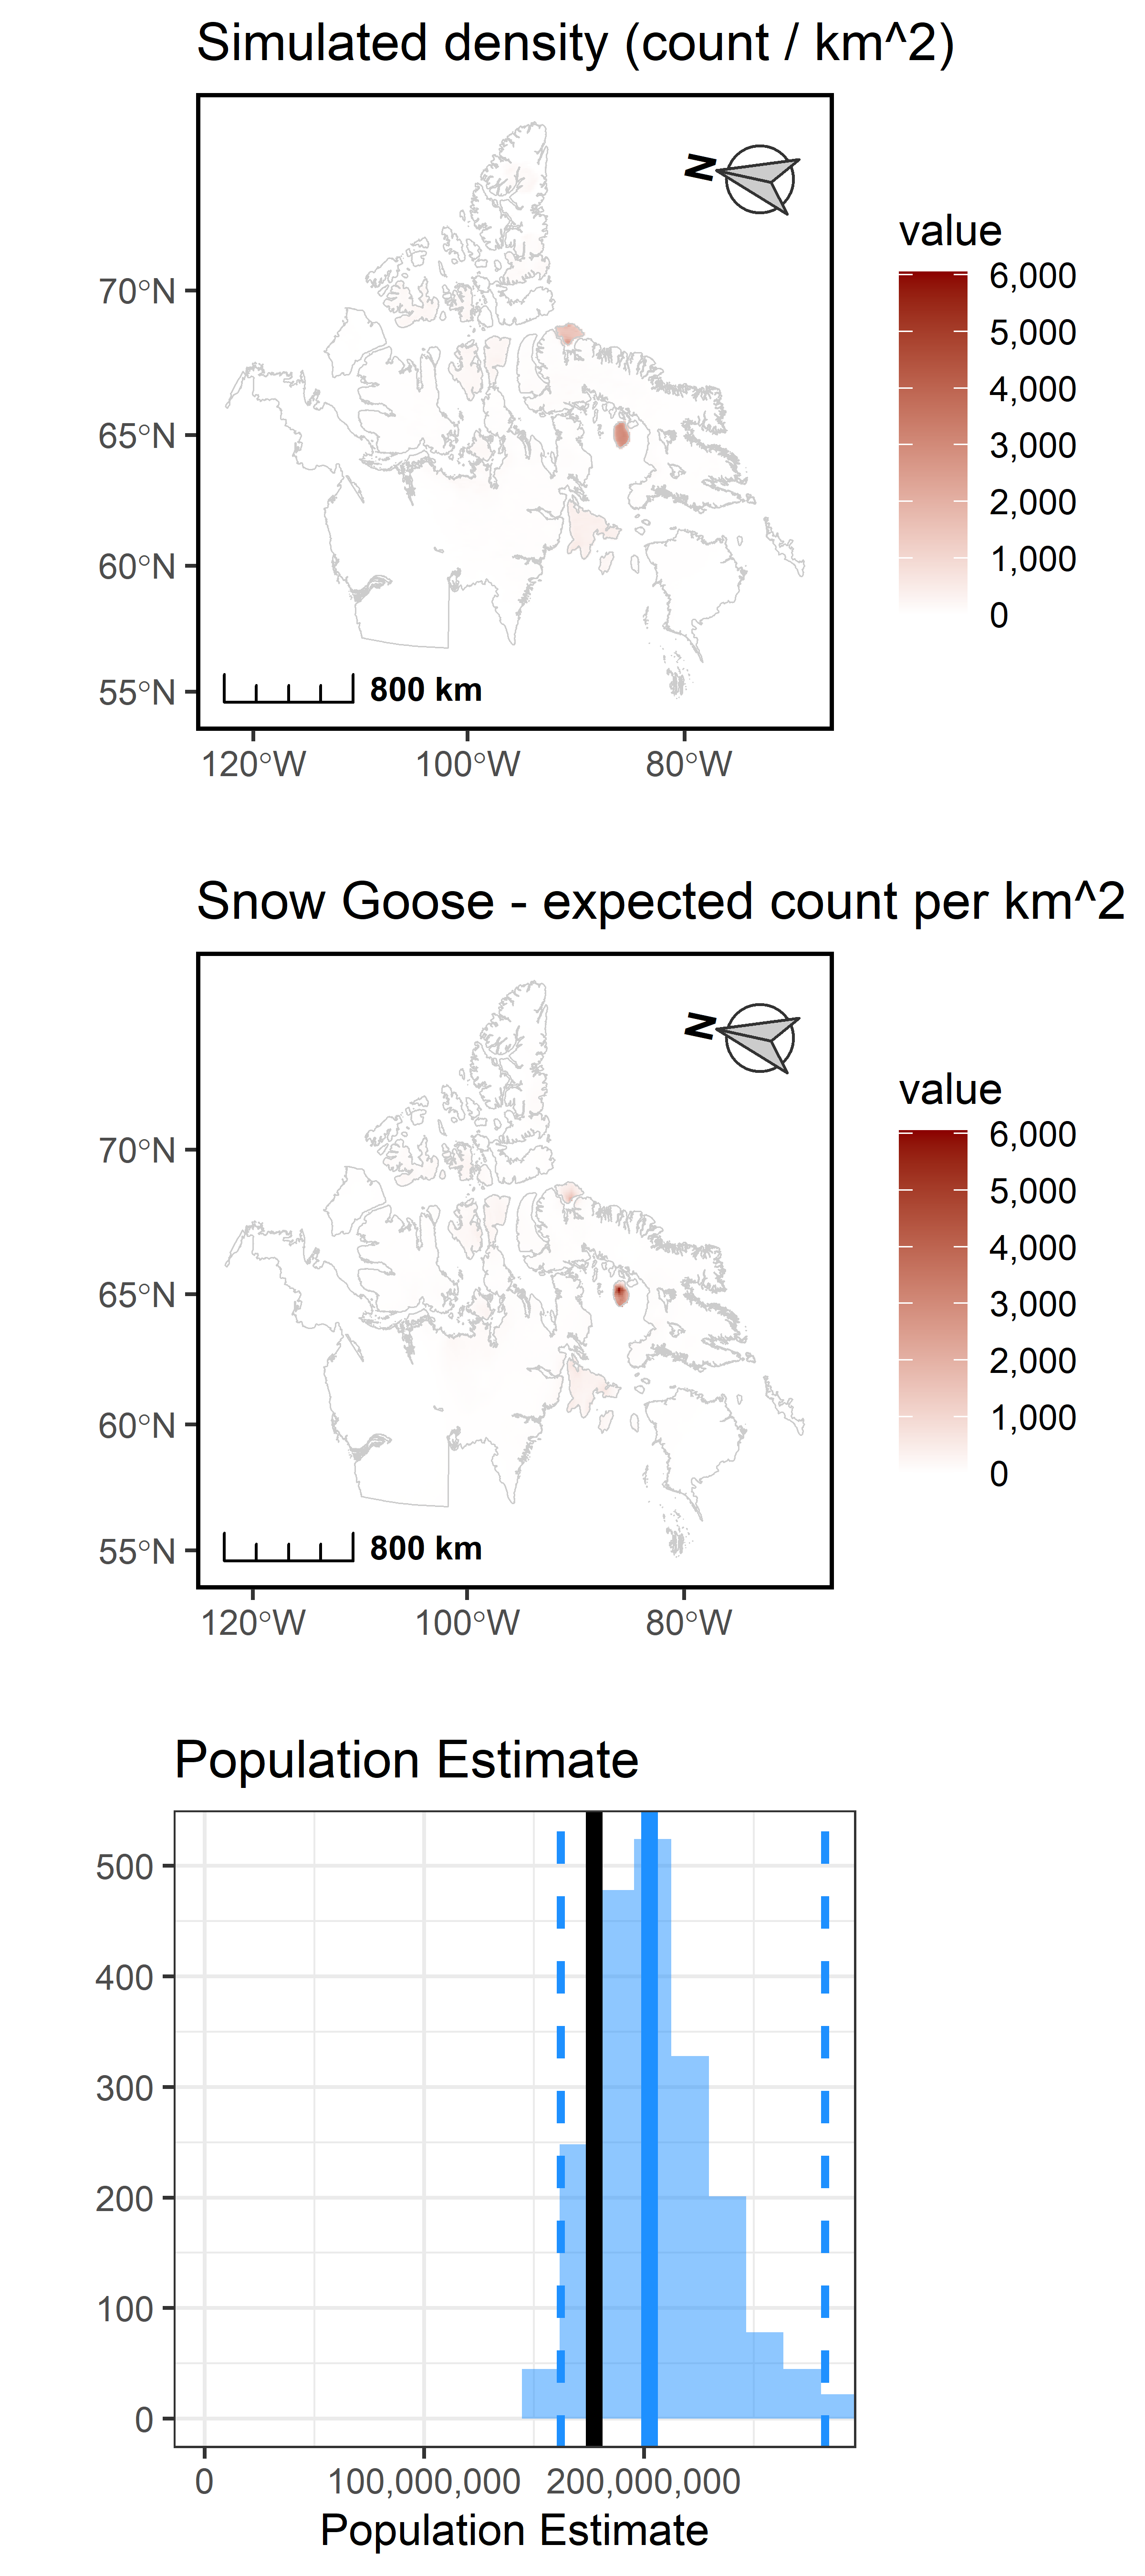 Simulated density (count / km^2)
N
value
6,000
5,000
4,000
3,000
2,000
1,000
0
70°N
65°N
60°N
55°N
800 km
120°W 100°W 80°W
Snow Goose - expected count per km^2
N
value
6,000
5,000
4,000
3,000
2,000
1,000
0
70°N
65°N
60°N
55°N
800 km
120°W 100°W 80°W
Population Estimate
500
400
300
200
100
0
0 100,000,000 200,000,000
Population Estimate